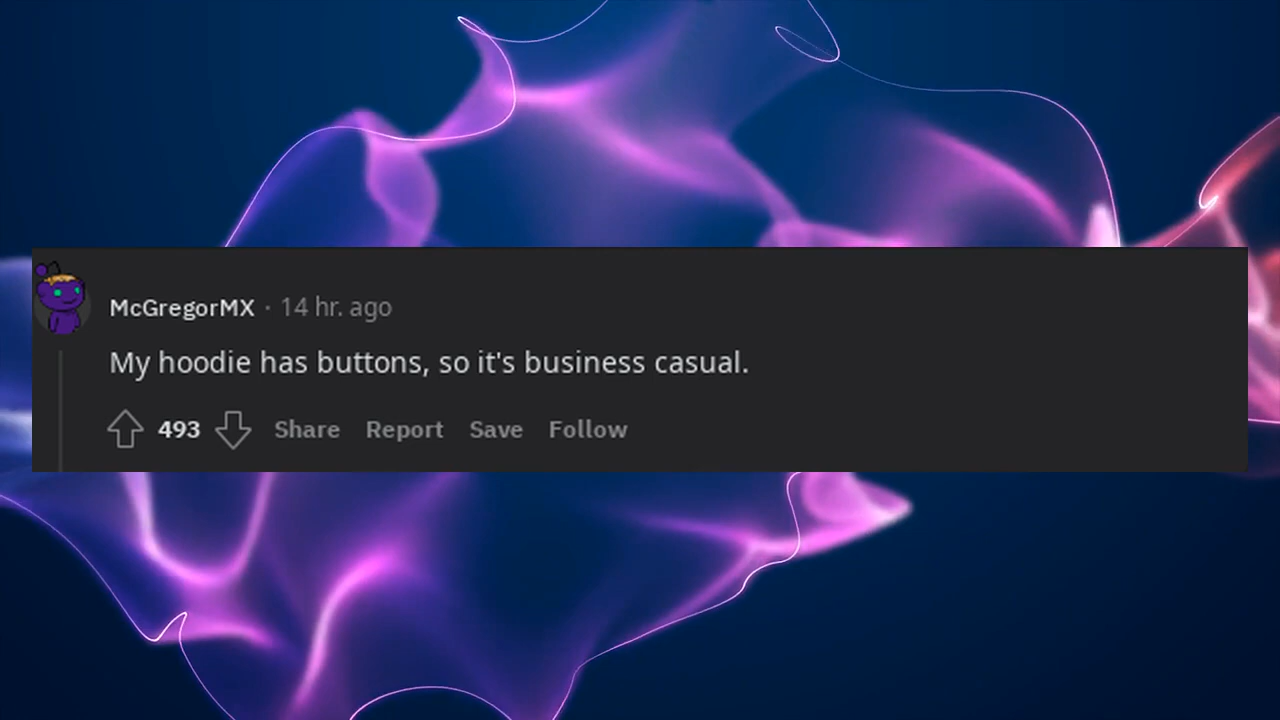 McGregorMX · 14 hr. ago
My hoodie has buttons, so it's business casual.
493 Share Report Save Follow